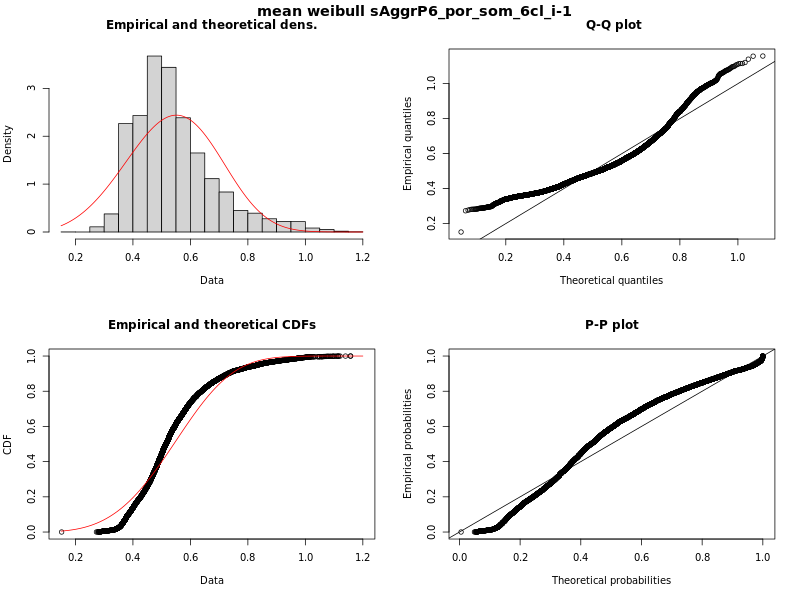 mean weibull sAggrP6_por_som_6cl_i-1
Empirical and theoretical dens.
Density
0 1 2 3
0.2 0.4 0.6 0.8 1.0 1.2
Data
Q-Q plot
Empirical quantiles
0.2 0.4 0.6 0.8 1.0
0.2 0.4 0.6 0.8 1.0
Theoretical quantiles
Empirical and theoretical CDFs
CDF
0.0 0.2 0.4 0.6 0.8 1.0
0.2 0.4 0.6 0.8 1.0 1.2
Data
P-P plot
Empirical probabilities
0.0 0.2 0.4 0.6 0.8 1.0
0.0 0.2 0.4 0.6 0.8 1.0
Theoretical probabilities